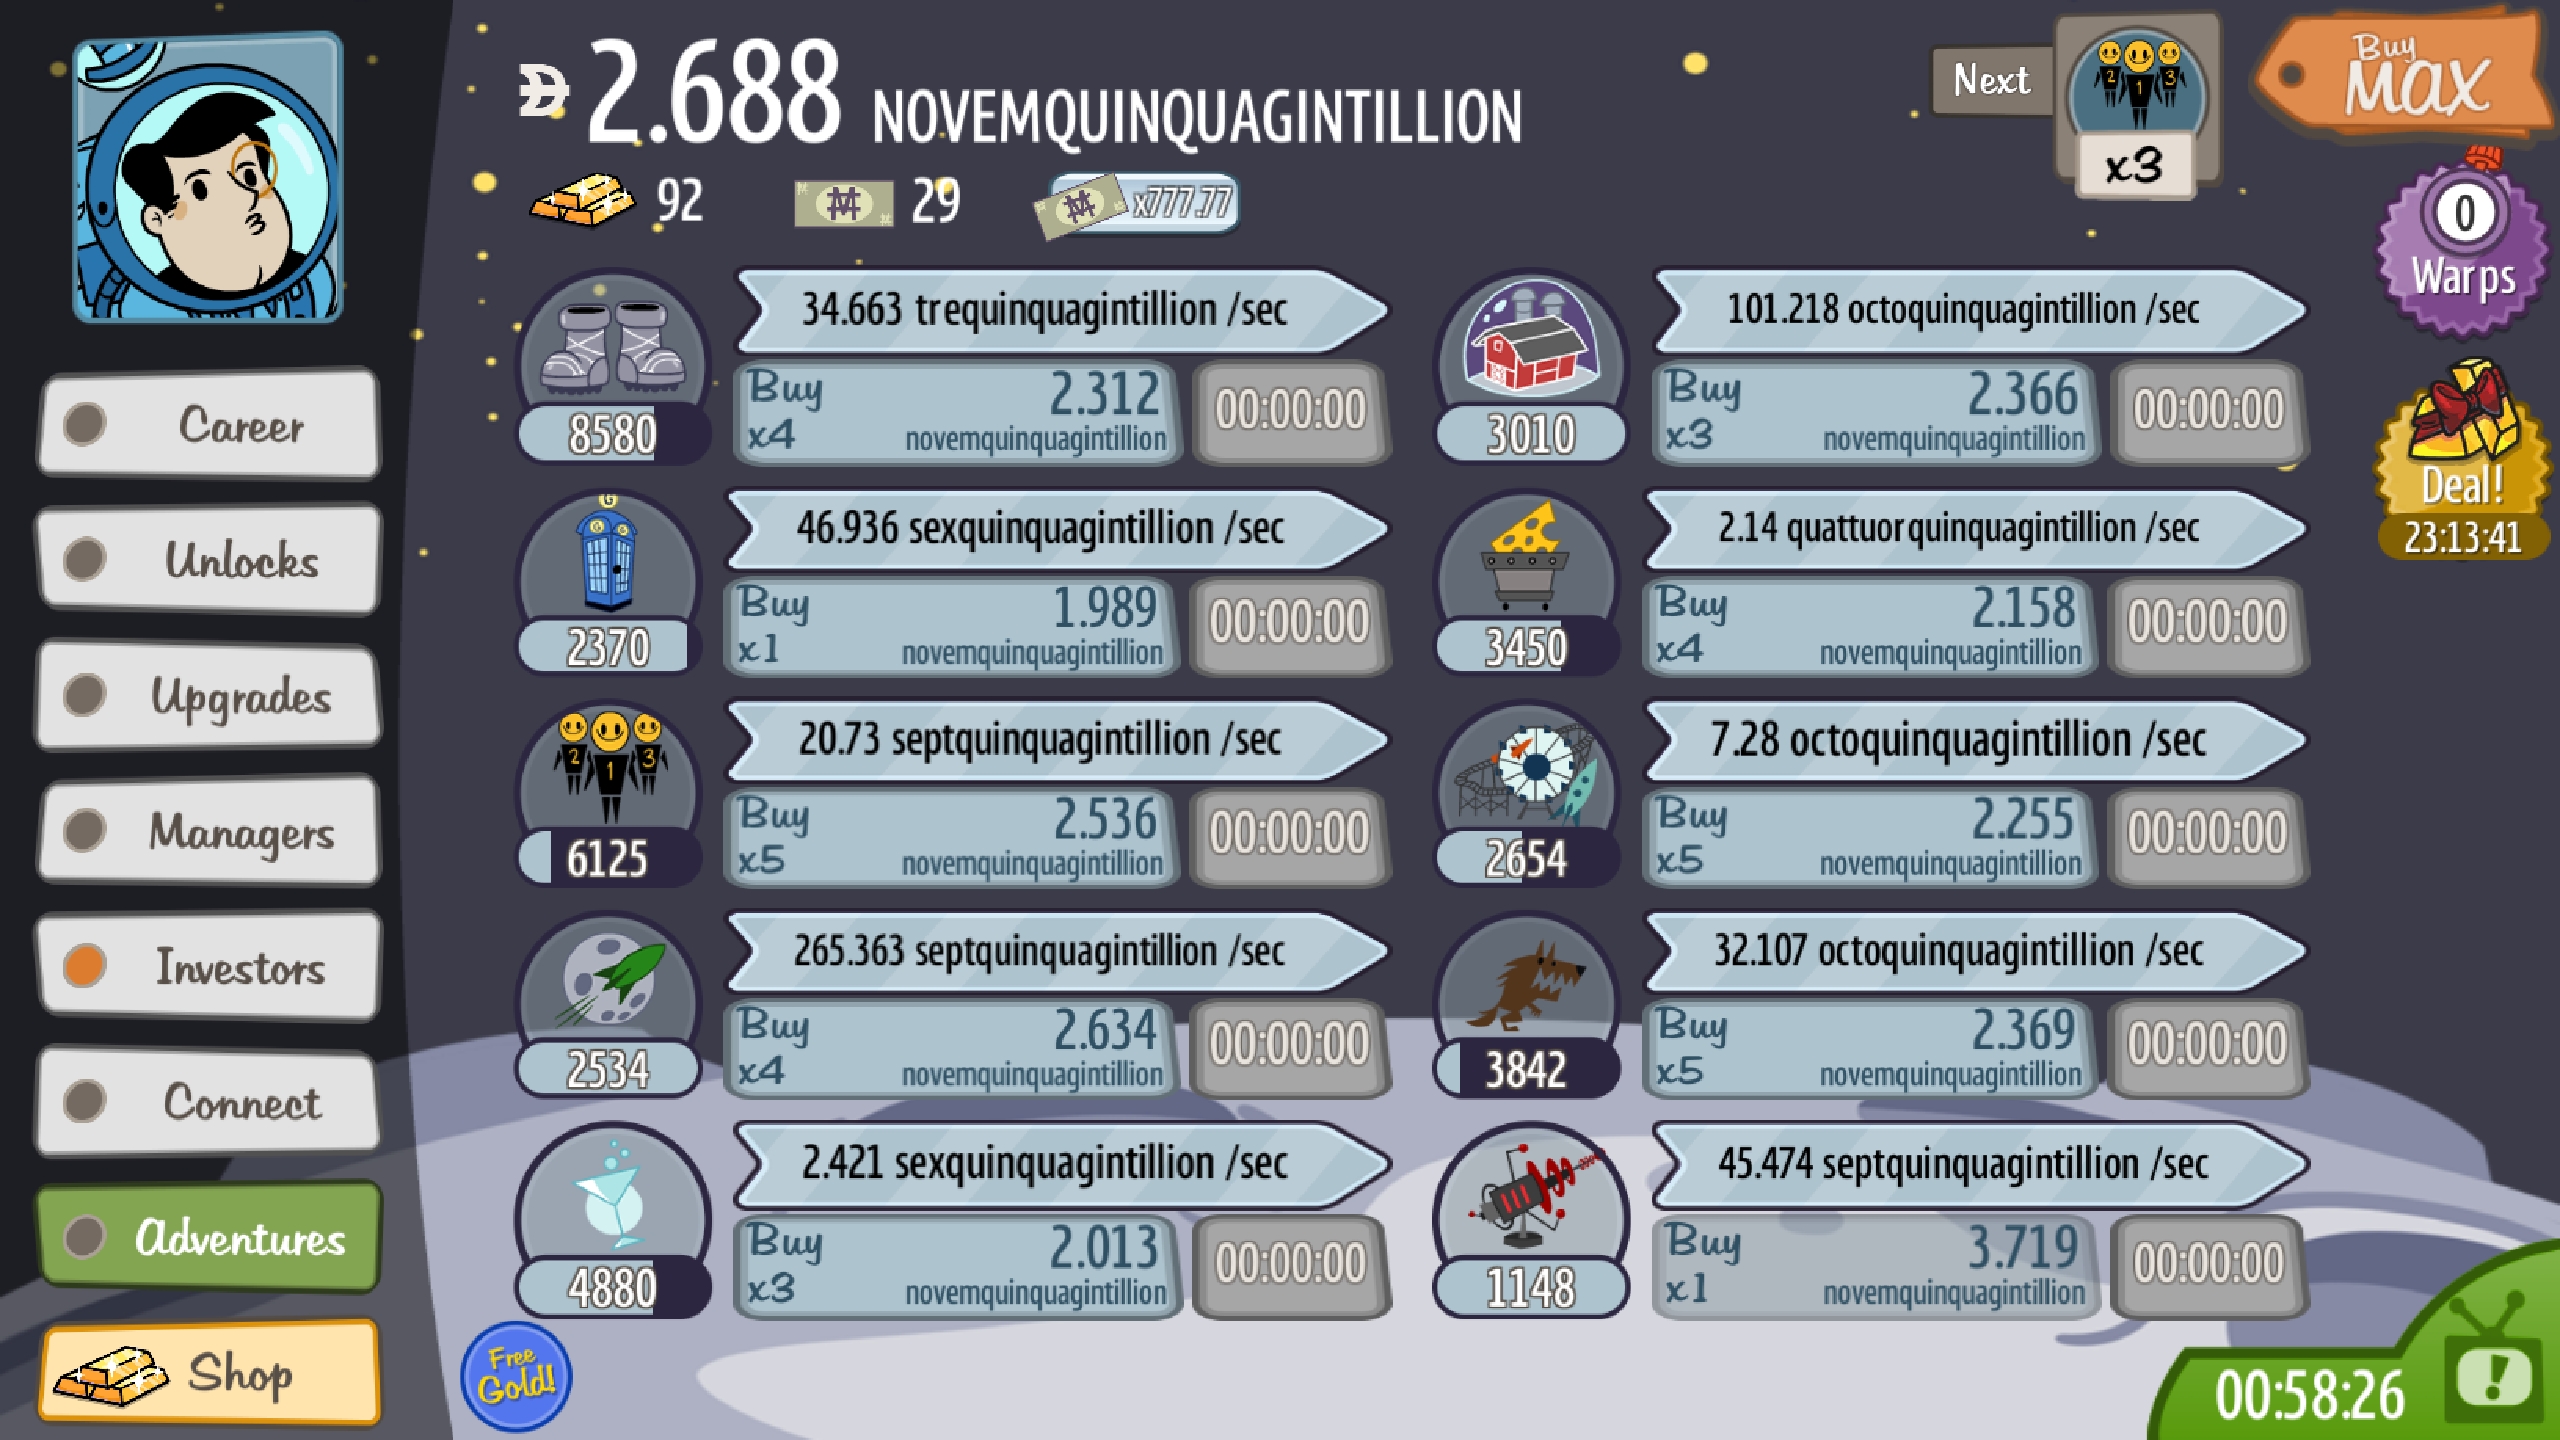 2.688 NOVEMQUINQUAGINTILLION
92 29 x777.77
Next
x3
Buy
MAX
0
Warps
Deal!
23:13:41
Career
Unlocks
Upgrades
Managers
Investors
Connect
Adventures
Shop
34.663 trequinquagintillion /sec
8580
Buy 2.312
x4 novemquinquagintillion
00:00:00
101.218 octoquinquagintillion /sec
3010
Buy 2.366
x3 novemquinquagintillion
00:00:00
46.936 sexquinquagintillion /sec
2370
Buy 1.989
x1 novemquinquagintillion
00:00:00
2.14 quattuorquinquagintillion /sec
3450
Buy 2.158
x4 novemquinquagintillion
00:00:00
20.73 septquinquagintillion /sec
2 1 3
6125
Buy 2.536
x5 novemquinquagintillion
00:00:00
7.28 octoquinquagintillion /sec
2654
Buy 2.255
x5 novemquinquagintillion
00:00:00
265.363 septquinquagintillion /sec
2534
Buy 2.634
x4 novemquinquagintillion
00:00:00
32.107 octoquinquagintillion /sec
3842
Buy 2.369
x5 novemquinquagintillion
00:00:00
2.421 sexquinquagintillion /sec
4880
Buy 2.013
x3 novemquinquagintillion
00:00:00
45.474 septquinquagintillion /sec
1148
Buy 3.719
x1 novemquinquagintillion
00:00:00
Free
Gold!
00:58:26
!